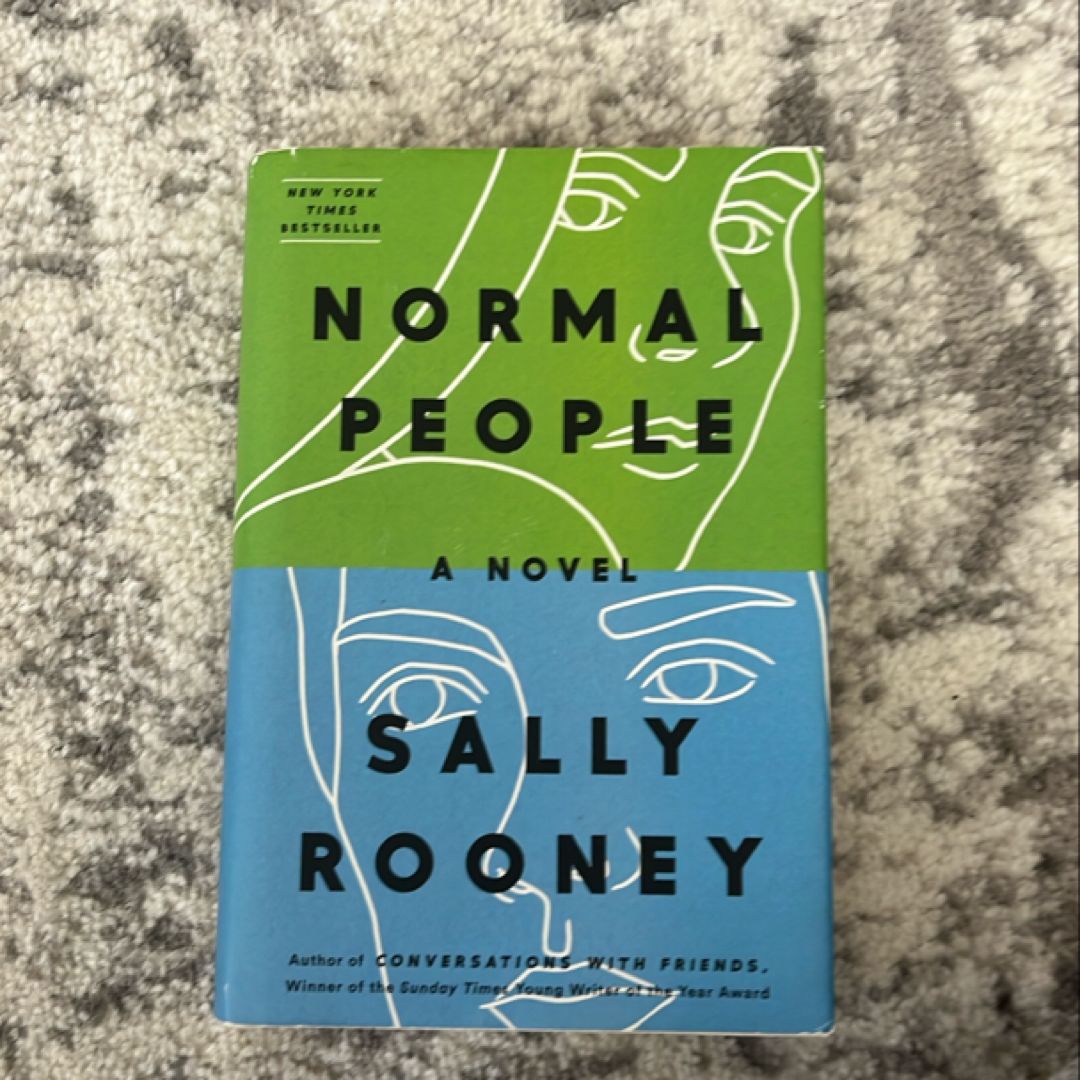 NEW YORK
TIMES
BESTSELLER
NORMAL
PEOPLE
A NOVEL
SALLY
ROONEY
Author of CONVERSATIONS WITH FRIENDS,
Winner of the Sunday Times Young Writer of the Year Award